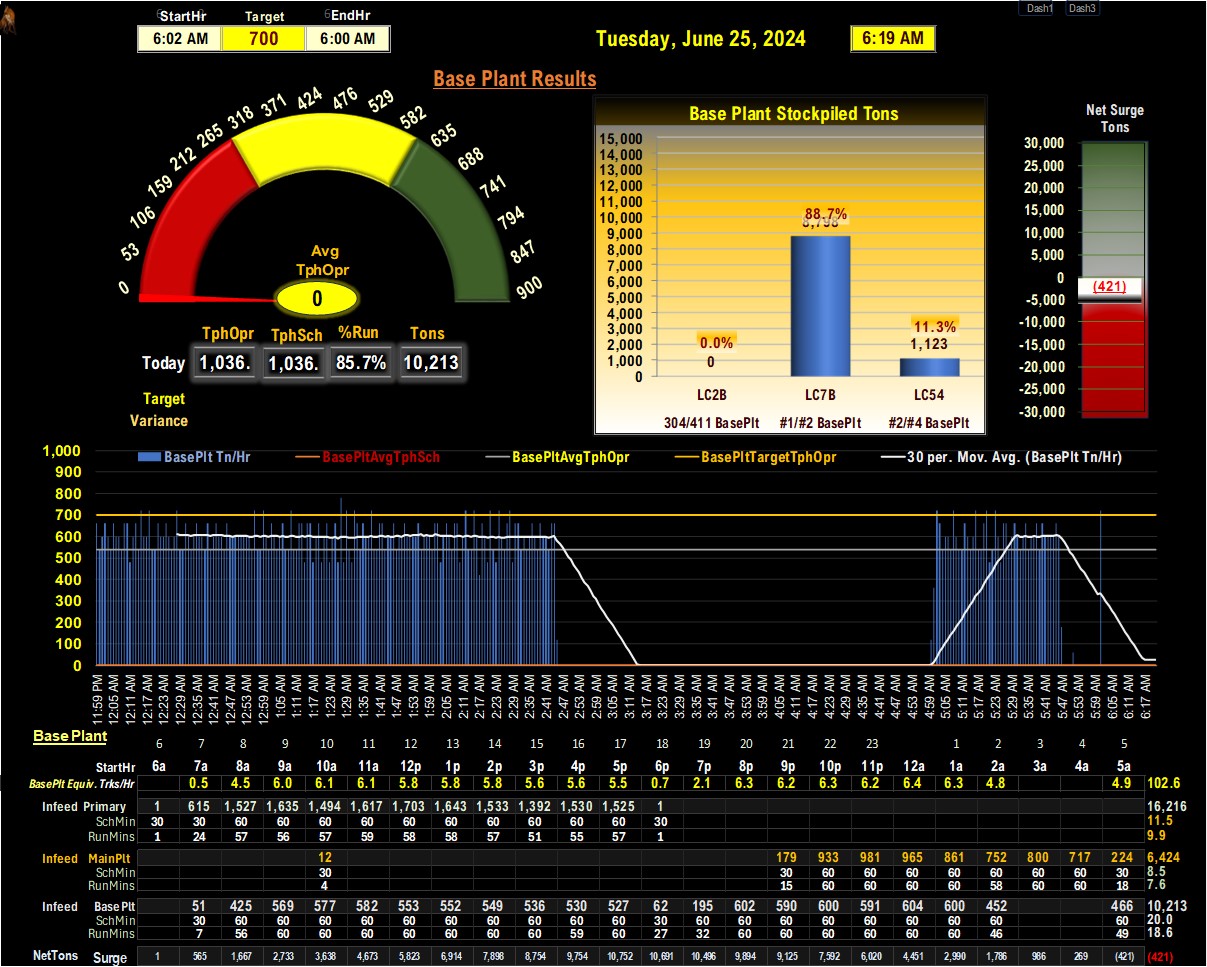 Dash1 Dash3
StartHr Target EndHr
6:02 AM 700 6:00 AM
Tuesday, June 25, 2024 6:19 AM
Base Plant Results
0 53 106 159 212 265 318 371 424 476 529 582 635 688 741 794 847 900
Avg
TphOpr
0
TphOpr TphSch %Run Tons
Today 1,036. 1,036. 85.7% 10,213
Target
Variance
Base Plant Stockpiled Tons
15,000
14,000
13,000
12,000
11,000
10,000
9,000
8,000
7,000
6,000
5,000
4,000
3,000
2,000
1,000
0
88.7%
8,798
0.0%
0
11.3%
1,123
LC2B LC7B LC54
304/411 BasePlt #1/#2 BasePlt #2/#4 BasePlt
Net Surge
Tons
30,000
25,000
20,000
15,000
10,000
5,000
0
(421)
-5,000
-10,000
-15,000
-20,000
-25,000
-30,000
BasePlt Tn/Hr BasePltAvgTphSch BasePltAvgTphOpr BasePltTargetTphOpr 30 per. Mov. Avg. (BasePlt Tn/Hr)
1,000
900
800
700
600
500
400
300
200
100
0
11:59 PM 12:05 AM 12:11 AM 12:17 AM 12:23 AM 12:29 AM 12:35 AM 12:41 AM 12:47 AM 12:53 AM 12:59 AM 1:05 AM 1:11 AM 1:17 AM 1:23 AM 1:29 AM 1:35 AM 1:41 AM 1:47 AM 1:53 AM 1:59 AM 2:05 AM 2:11 AM 2:17 AM 2:23 AM 2:29 AM 2:35 AM 2:41 AM 2:47 AM 2:53 AM 2:59 AM 3:05 AM 3:11 AM 3:17 AM 3:23 AM 3:29 AM 3:35 AM 3:41 AM 3:47 AM 3:53 AM 3:59 AM 4:05 AM 4:11 AM 4:17 AM 4:23 AM 4:29 AM 4:35 AM 4:41 AM 4:47 AM 4:53 AM 4:59 AM 5:05 AM 5:11 AM 5:17 AM 5:23 AM 5:29 AM 5:35 AM 5:41 AM 5:47 AM 5:53 AM 5:59 AM 6:05 AM 6:11 AM 6:17 AM
Base Plant
6 7 8 9 10 11 12 13 14 15 16 17 18 19 20 21 22 23 1 2 3 4 5
StartHr 6a 7a 8a 9a 10a 11a 12p 1p 2p 3p 4p 5p 6p 7p 8p 9p 10p 11p 12a 1a 2a 3a 4a 5a
BasePlt Equiv. Trks/Hr 0.5 4.5 6.0 6.1 6.1 5.8 5.8 5.8 5.6 5.6 5.5 0.7 2.1 6.3 6.2 6.3 6.2 6.4 6.3 4.8 4.9 102.6
Infeed Primary 1 615 1,527 1,635 1,494 1,617 1,703 1,643 1,533 1,392 1,530 1,525 1 16,216
SchMin 30 30 60 60 60 60 60 60 60 60 60 60 30 11.5
RunMins 1 24 57 56 57 59 58 58 57 51 55 57 1 9.9
Infeed MainPlt 12 179 933 981 965 861 752 800 717 224 6,424
SchMin 30 30 60 60 60 60 60 60 60 30 8.5
RunMins 4 15 60 60 60 60 58 60 60 18 7.6
Infeed BasePlt 51 425 569 577 582 553 552 549 536 530 527 62 195 602 590 600 591 604 600 452 466 10,213
SchMin 30 60 60 60 60 60 60 60 60 60 60 30 60 60 60 60 60 60 60 60 60 20.0
RunMins 7 56 60 60 60 60 60 60 60 59 60 27 32 60 60 60 60 60 60 46 49 18.6
NetTons Surge 1 565 1,667 2,733 3,638 4,673 5,823 6,914 7,898 8,754 9,754 10,752 10,691 10,496 9,894 9,125 7,592 6,020 4,451 2,990 1,786 986 269 (421) (421)